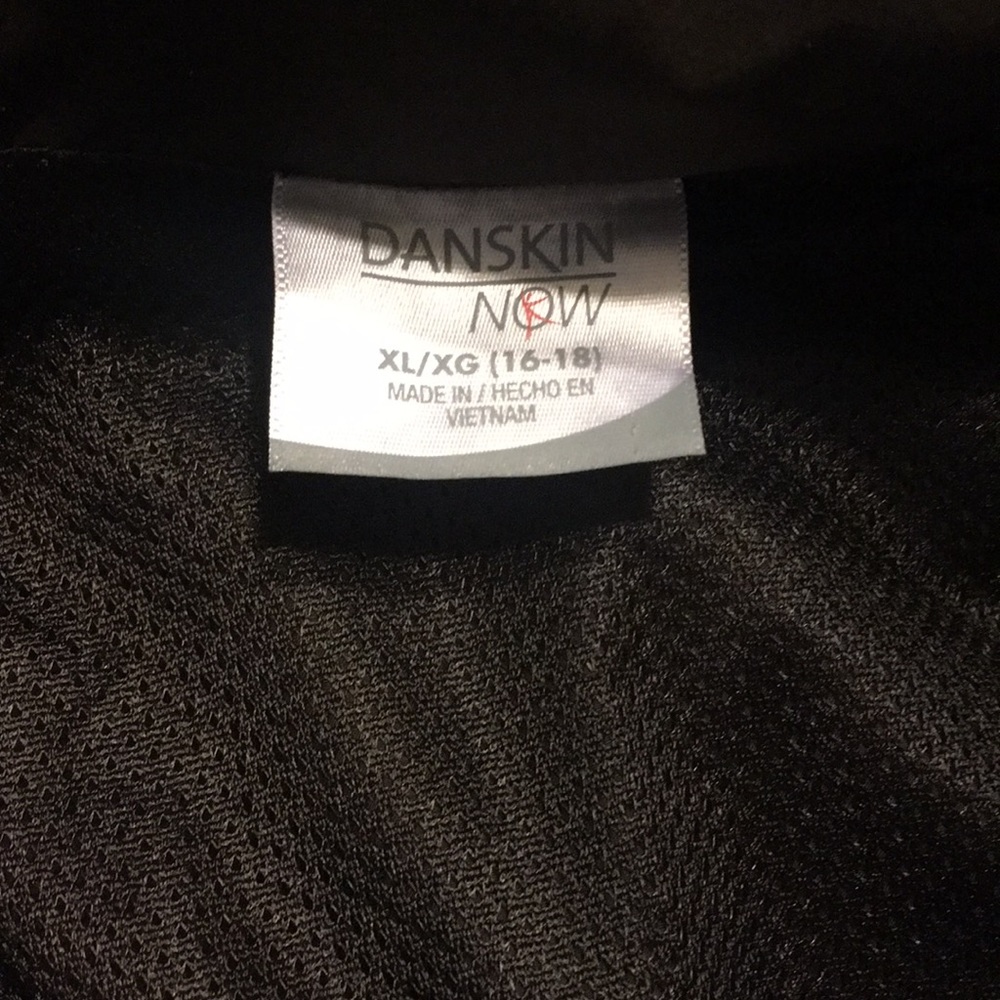 DANSKIN
NOW
XL/XG (16-18)
MADE IN / HECHO EN
VIETNAM